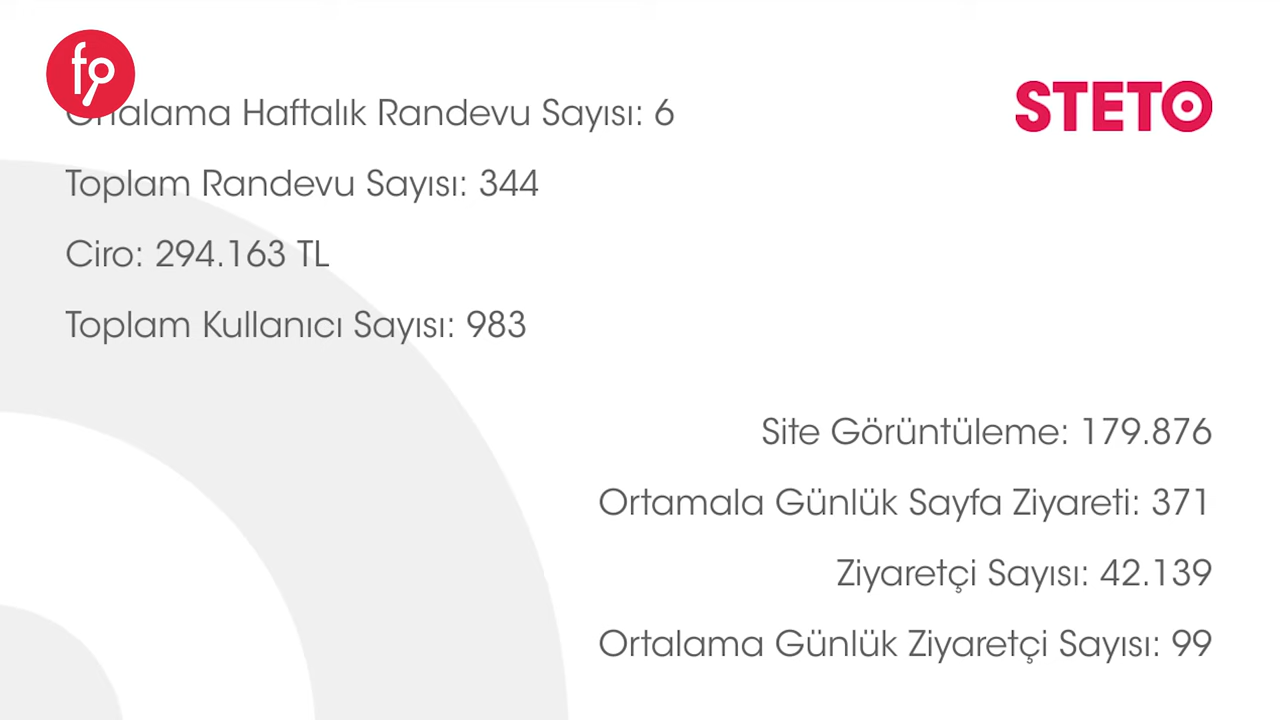 fo
STETO
Ortalama Haftalık Randevu Sayısı: 6
Toplam Randevu Sayısı: 344
Ciro: 294.163 TL
Toplam Kullanıcı Sayısı: 983
Site Görüntüleme: 179.876
Ortamala Günlük Sayfa Ziyareti: 371
Ziyaretçi Sayısı: 42.139
Ortalama Günlük Ziyaretçi Sayısı: 99